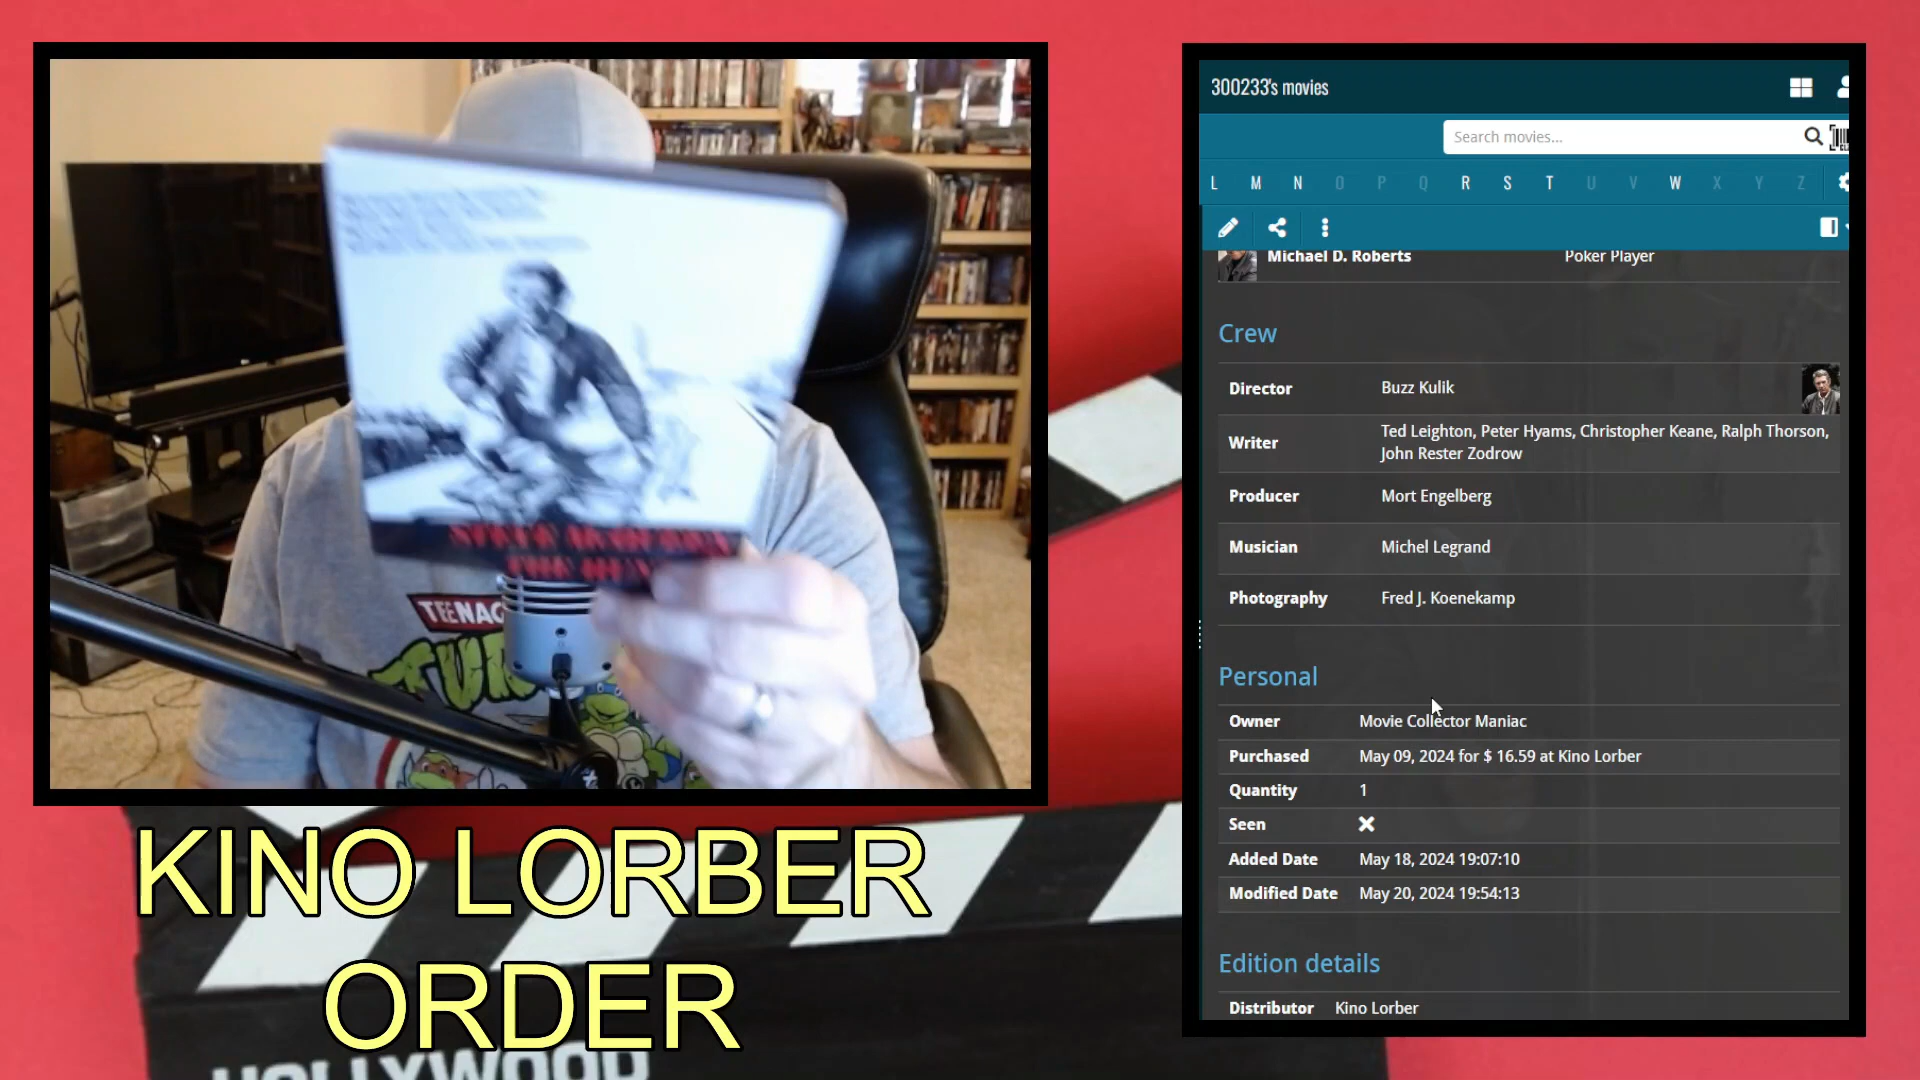 300233's movies
Search movies...
L M N O P Q R S T U V W X Y Z
Michael D. Roberts Poker Player
Crew
Director Buzz Kulik
Writer Ted Leighton, Peter Hyams, Christopher Keane, Ralph Thorson,
John Rester Zodrow
Producer Mort Engelberg
Musician Michel Legrand
Photography Fred J. Koenekamp
Personal
Owner Movie Collector Maniac
Purchased May 09, 2024 for $ 16.59 at Kino Lorber
Quantity 1
Seen
Added Date May 18, 2024 19:07:10
Modified Date May 20, 2024 19:54:13
Edition details
Distributor Kino Lorber
KINO LORBER
ORDER
HOLLYWOOD